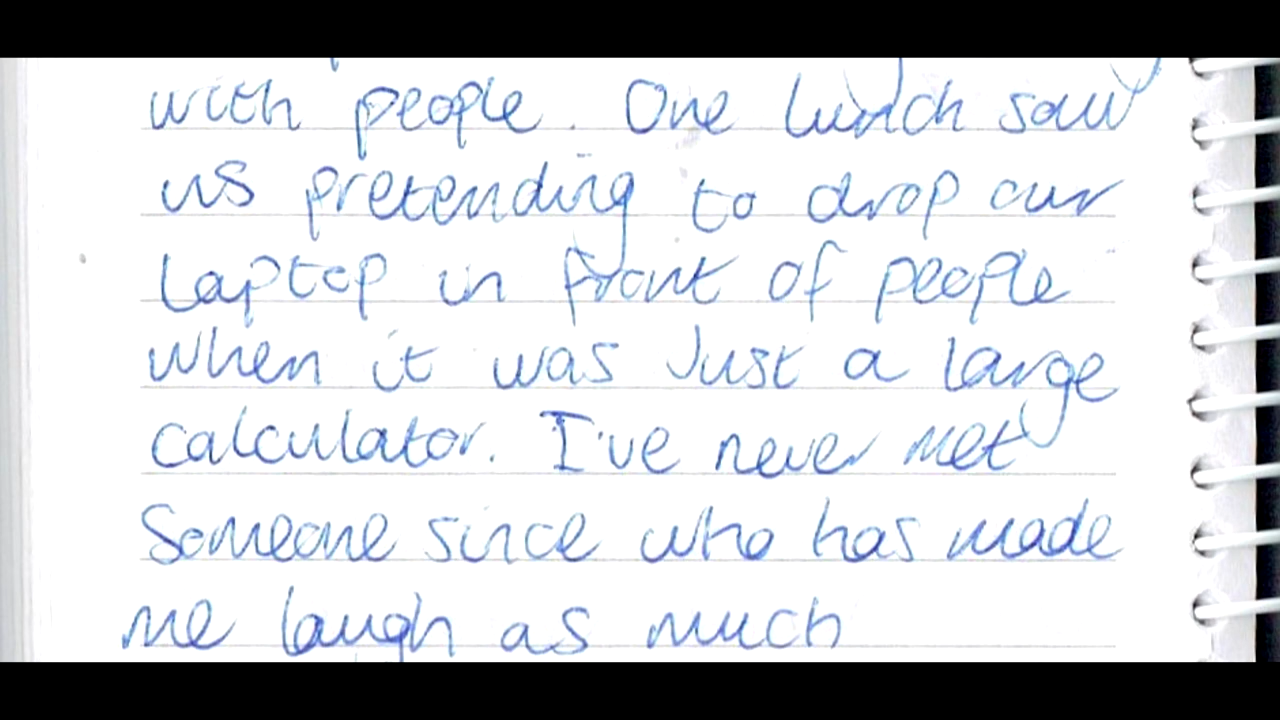 with people. One lunch saw
us pretending to drop our
laptop in front of people
when it was Just a large
calculator. I've never met
Someone since who has made
me laugh as much